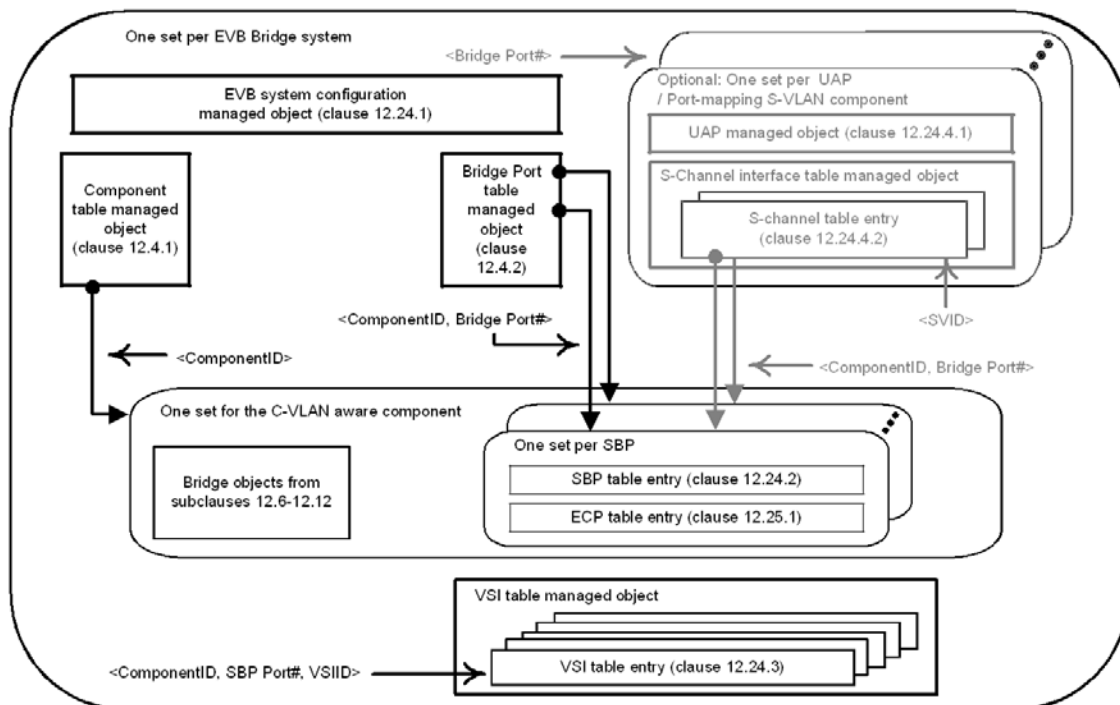 One set per EVB Bridge system
<Bridge Port#>
EVB system configuration
managed object (clause 12.24.1)
Optional: One set per UAP
/ Port-mapping S-VLAN component
UAP managed object (clause 12.24.4.1)
S-Channel interface table managed object
S-channel table entry
(clause 12.24.4.2)
Component
table managed
object
(clause 12.4.1)
Bridge Port
table
managed
object
(clause
12.4.2)
<SVID>
<ComponentID, Bridge Port#>
<ComponentID>
<ComponentID, Bridge Port#>
One set for the C-VLAN aware component
Bridge objects from
subclauses 12.6-12.12
One set per SBP
SBP table entry (clause 12.24.2)
ECP table entry (clause 12.25.1)
VSI table managed object
<ComponentID, SBP Port#, VSIID>
VSI table entry (clause 12.24.3)